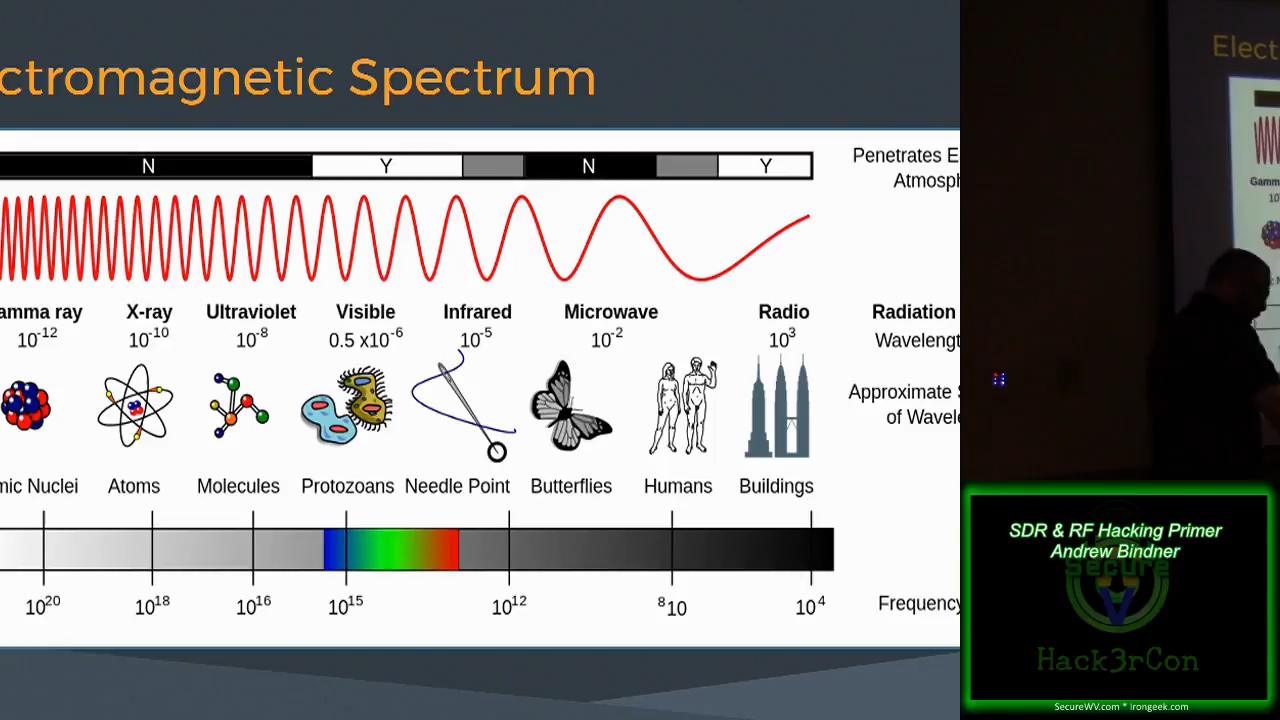 ctromagnetic Spectrum
Elect
N Y N Y
Penetrates E
Atmosph
amma ray X-ray Ultraviolet Visible Infrared Microwave Radio Radiation
10-12 10-10 10-8 0.5 x10-6 10-5 10-2 103 Wavelengt
Approximate S
of Wavele
mic Nuclei Atoms Molecules Protozoans Needle Point Butterflies Humans Buildings
1020 1018 1016 1015 1012 810 104 Frequency
Gamm
10
SDR & RF Hacking Primer
Andrew Bindner
Secure
V
Hack3rCon
SecureWV.com * irongeek.com